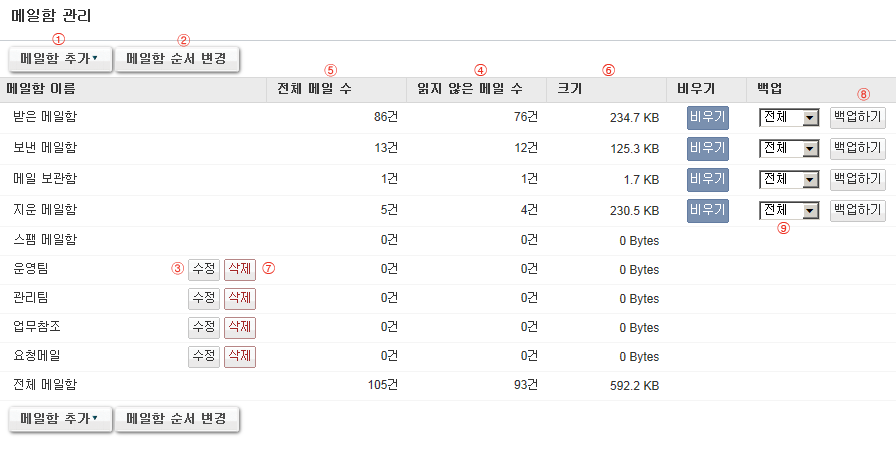 메일함 관리
① ②
메일함 추가▾ 메일함 순서 변경
⑤ ④ ⑥
메일함 이름 전체 메일 수 읽지 않은 메일 수 크기 비우기 백업
⑧
받은 메일함 86건 76건 234.7 KB 비우기 전체 백업하기
보낸 메일함 13건 12건 125.3 KB 비우기 전체 백업하기
메일 보관함 1건 1건 1.7 KB 비우기 전체 백업하기
지운 메일함 5건 4건 230.5 KB 비우기 전체 백업하기
⑨
스팸 메일함 0건 0건 0 Bytes
운영팀 ③ 수정 삭제 ⑦ 0건 0건 0 Bytes
관리팀 수정 삭제 0건 0건 0 Bytes
업무참조 수정 삭제 0건 0건 0 Bytes
요청메일 수정 삭제 0건 0건 0 Bytes
전체 메일함 105건 93건 592.2 KB
메일함 추가▾ 메일함 순서 변경